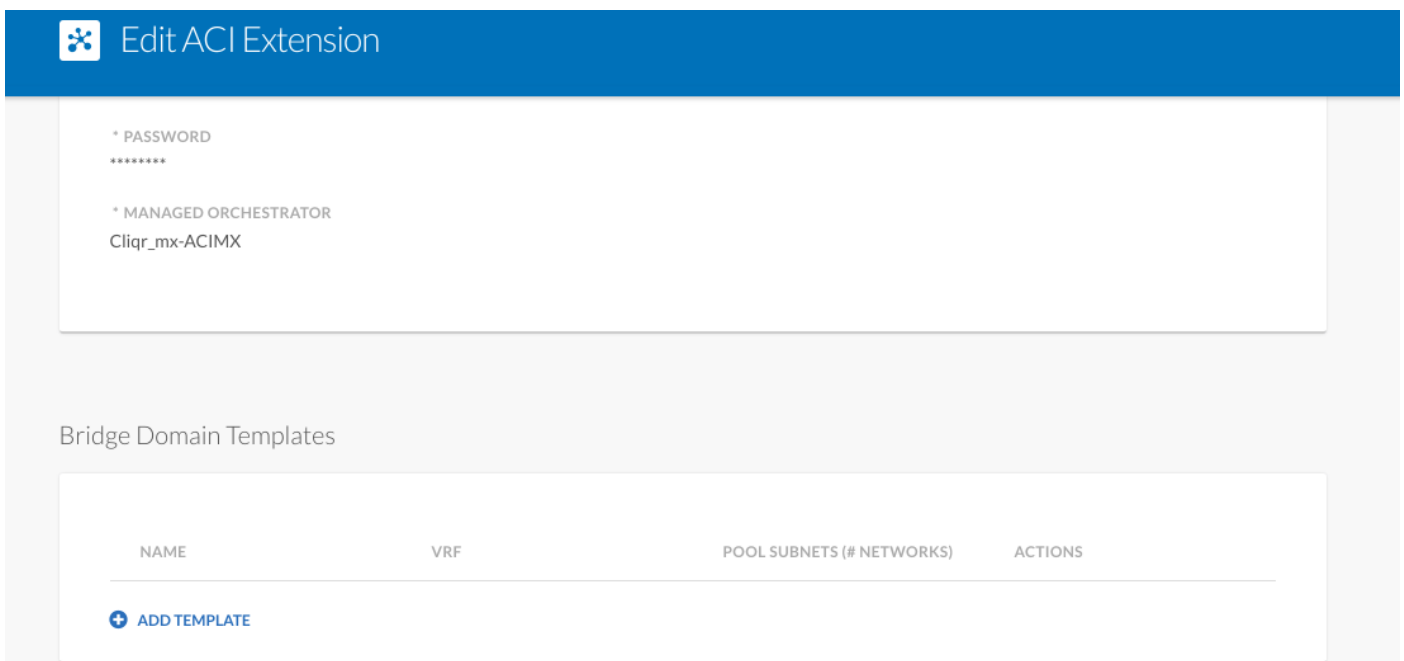 Edit ACI Extension
* PASSWORD
********
* MANAGED ORCHESTRATOR
Cliqr_mx-ACIMX
Bridge Domain Templates
NAME VRF POOL SUBNETS (# NETWORKS) ACTIONS
ADD TEMPLATE